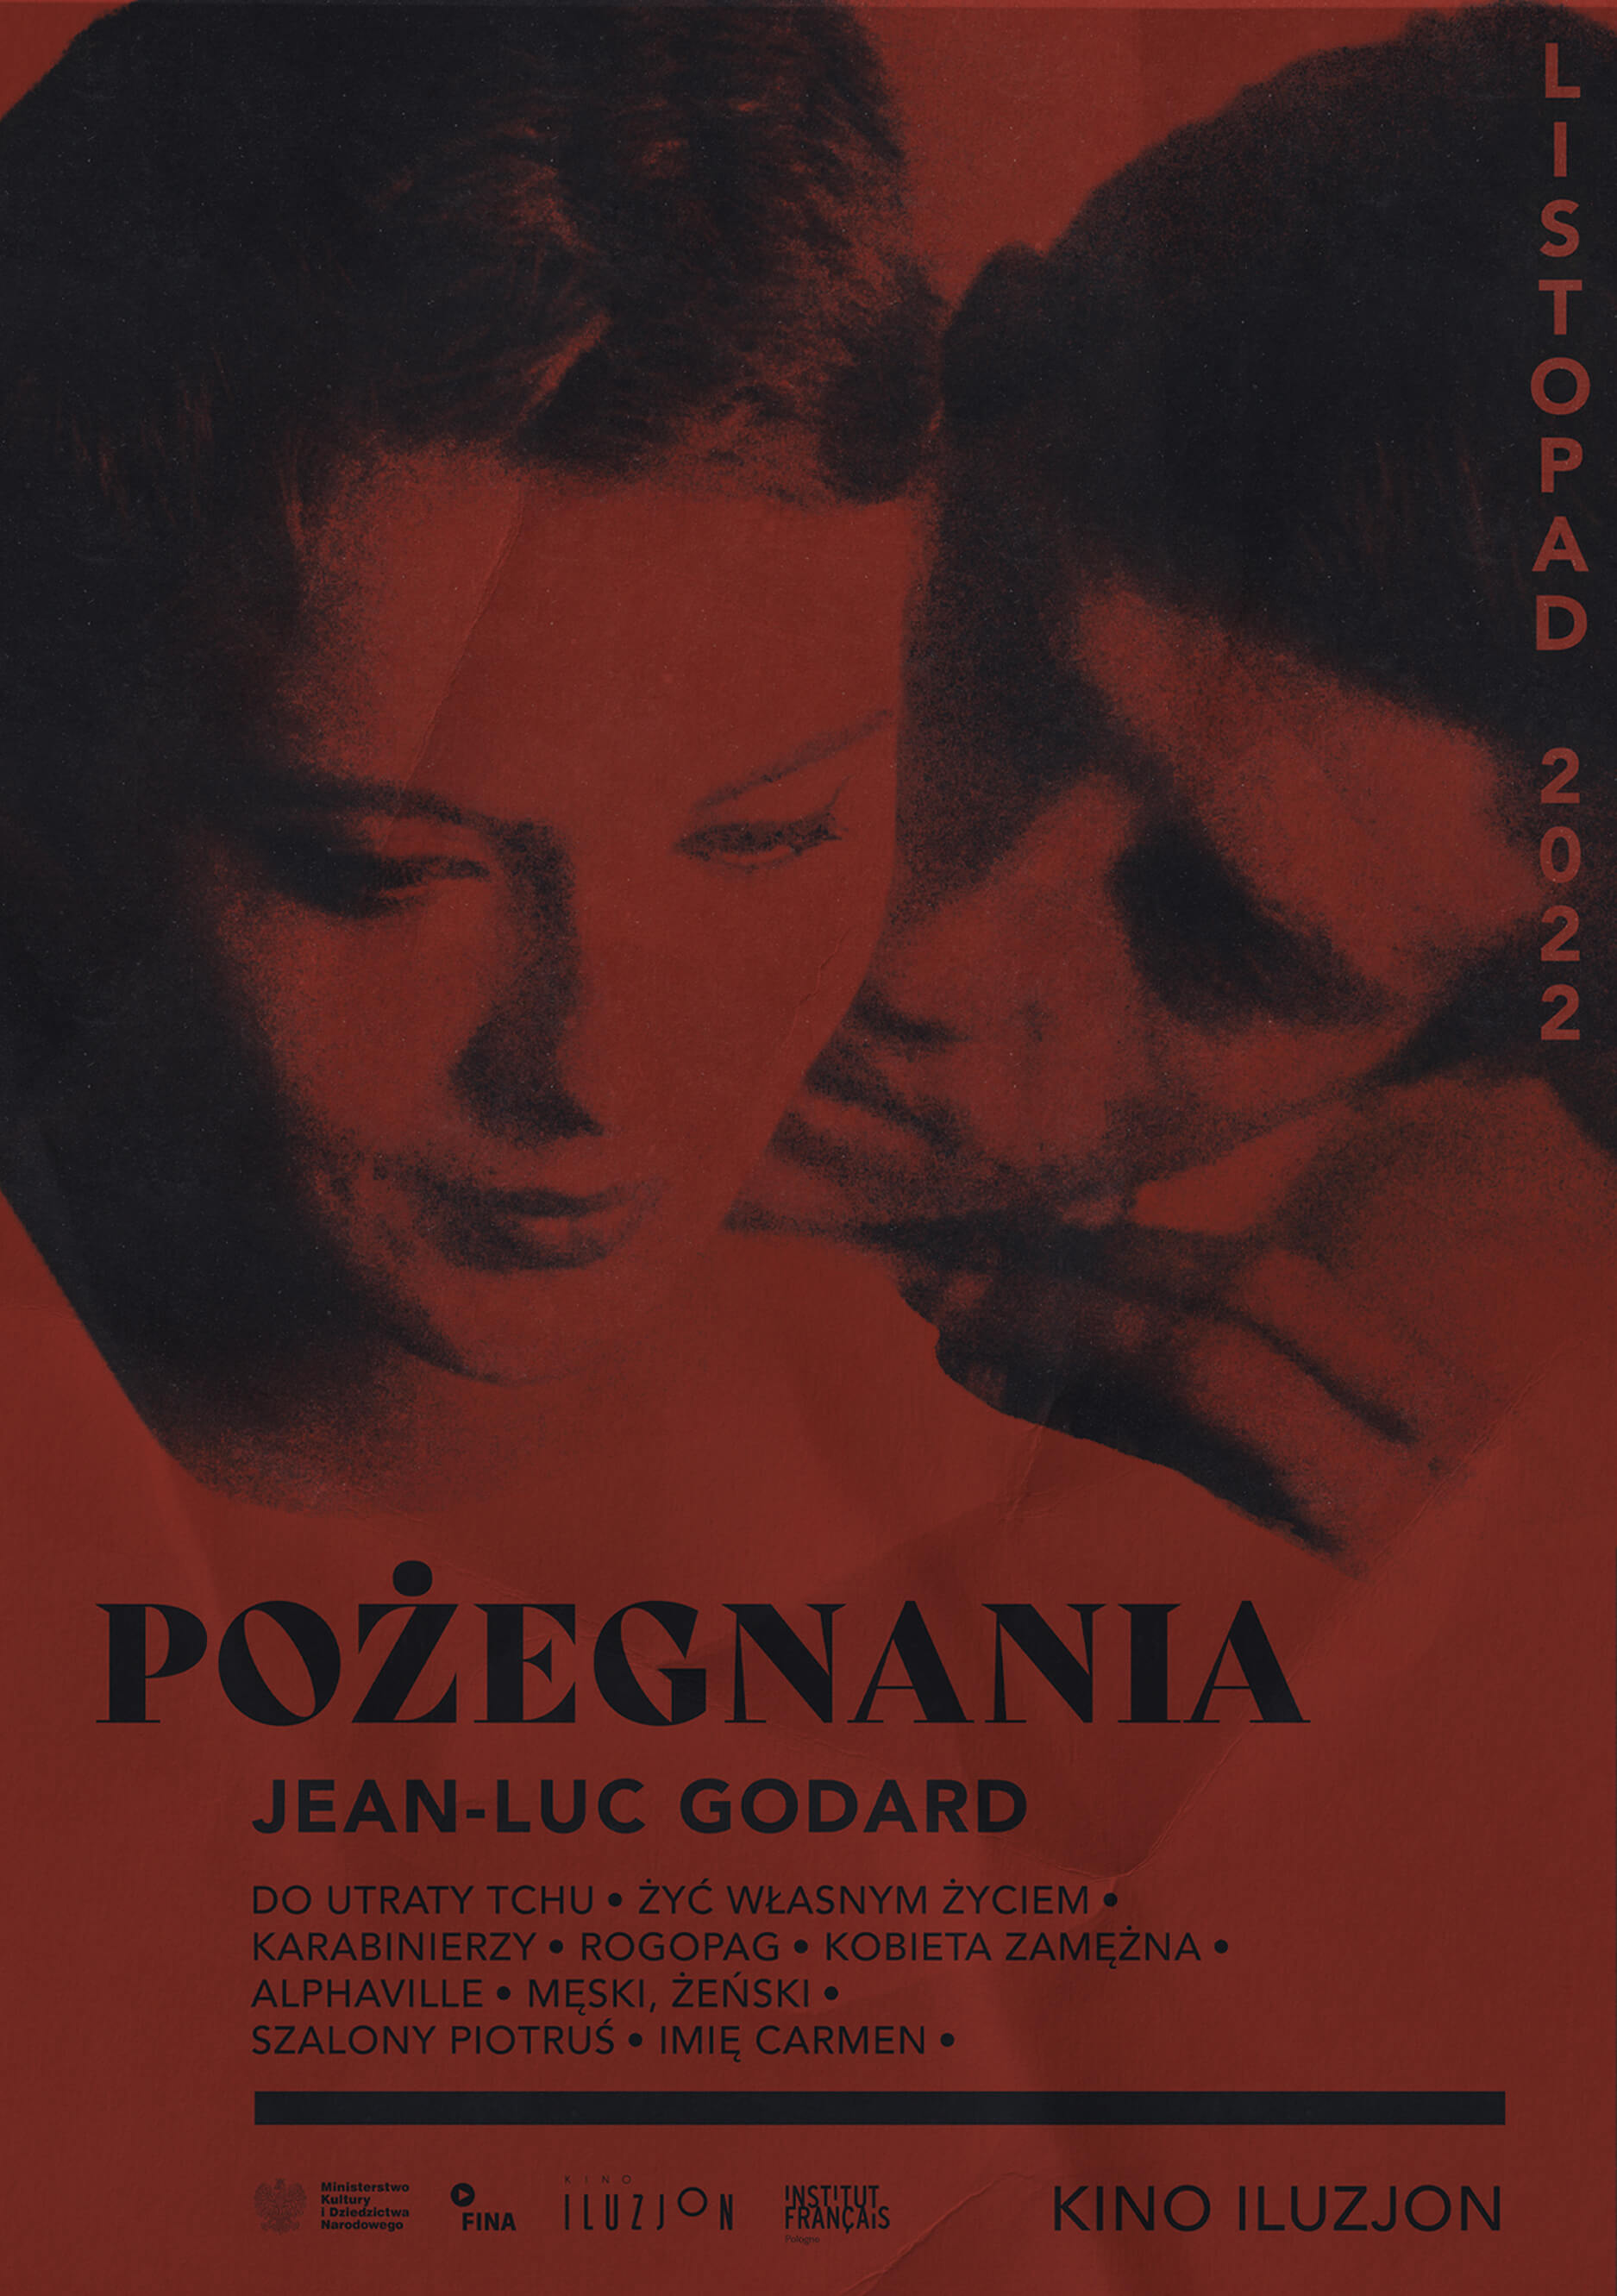 LISTOPAD 2022
POŻEGNANIA
JEAN-LUC GODARD
DO UTRATY TCHU • ŻYĆ WŁASNYM ŻYCIEM •
KARABINIERZY • ROGOPAG • KOBIETA ZAMĘŻNA •
ALPHAVILLE • MĘSKI, ŻEŃSKI •
SZALONY PIOTRUŚ • IMIĘ CARMEN •
Ministerstwo
Kultury
i Dziedzictwa
Narodowego
FINA
KINO
ILUZJON
INSTITUT
FRANÇAIS
Pologne
KINO ILUZJON